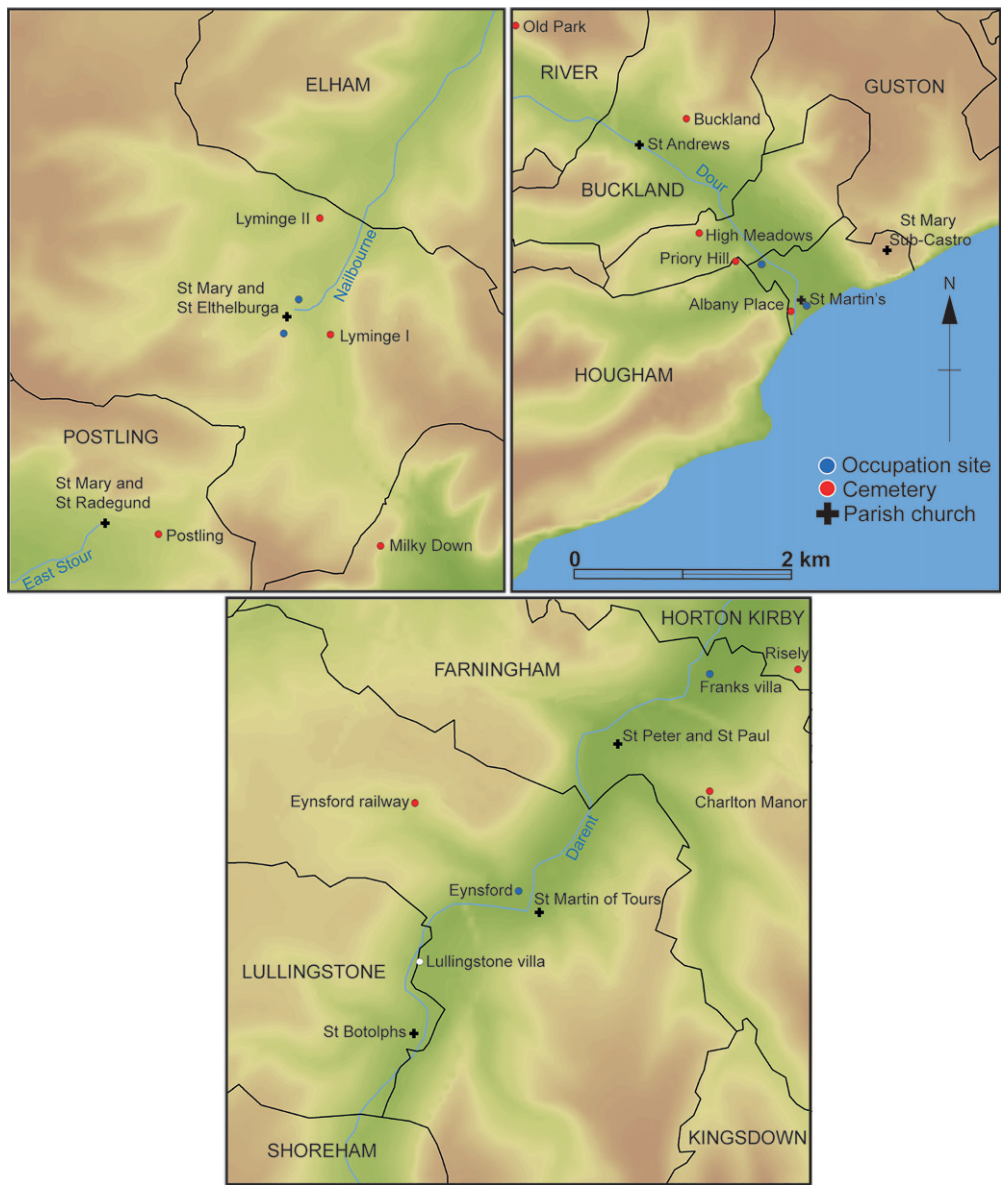 ELHAM
Lyminge II
Nailbourne
St Mary and
St Elthelburga
Lyminge I
POSTLING
St Mary and
St Radegund
Postling
East Stour
Milky Down
Old Park
RIVER
GUSTON
Buckland
St Andrews
Dour
BUCKLAND
St Mary
Sub-Castro
High Meadows
Priory Hill
N
Albany Place
St Martin's
HOUGHAM
Occupation site
Cemetery
Parish church
0 2 km
HORTON KIRBY
Risely
FARNINGHAM
Franks villa
St Peter and St Paul
Eynsford railway
Charlton Manor
Darent
Eynsford
St Martin of Tours
Lullingstone villa
LULLINGSTONE
St Botolphs
SHOREHAM
KINGSDOWN